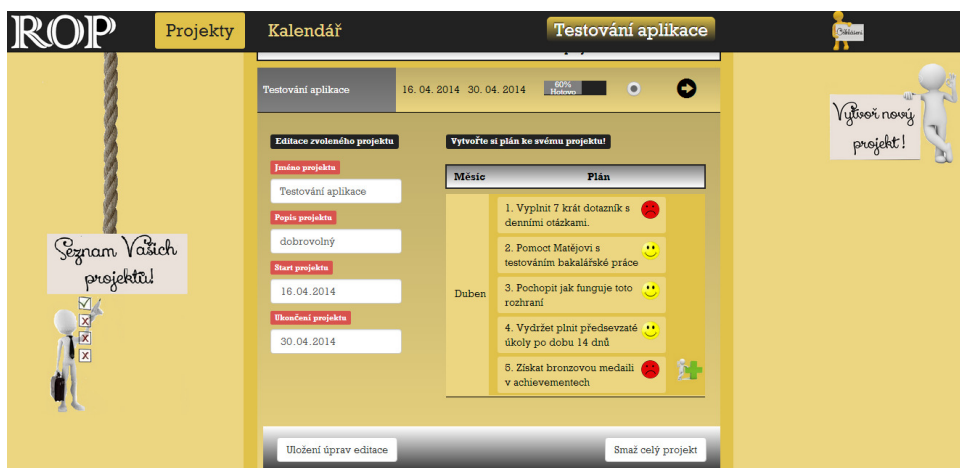 ROP
Projekty
Kalendář
Testování aplikace
Testování aplikace
16. 04. 2014 30. 04. 2014
60%
Hotovo
Vytvoř nový
projekt!
Editace zvoleného projektu
Vytvořte si plán ke svému projektu!
Jméno projektu
Testování aplikace
Popis projektu
dobrovolný
Start projektu
16.04.2014
Ukončení projektu
30.04.2014
Měsíc
Plán
Duben
1. Vyplnit 7 krát dotazník s
denními otázkami.
2. Pomoct Matějovi s
testováním bakalářské práce
3. Pochopit jak funguje toto
rozhraní
4. Vydržet plnit předsevzaté
úkoly po dobu 14 dnů
5. Získat bronzovou medaili
v achievementech
Seznam Vašich
projektů!
Uložení úprav editace
Smaž celý projekt